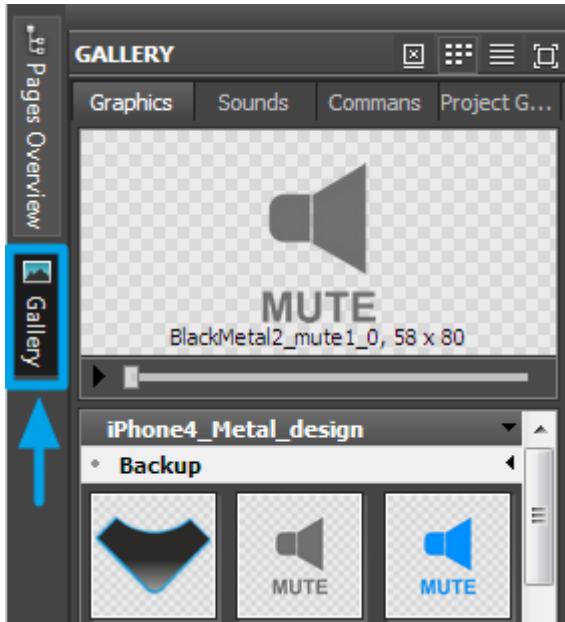 Pages Overview
Gallery
GALLERY
Graphics Sounds Commans Project G...
MUTE
BlackMetal2_mute1_0, 58 x 80
iPhone4_Metal_design
Backup
MUTE MUTE